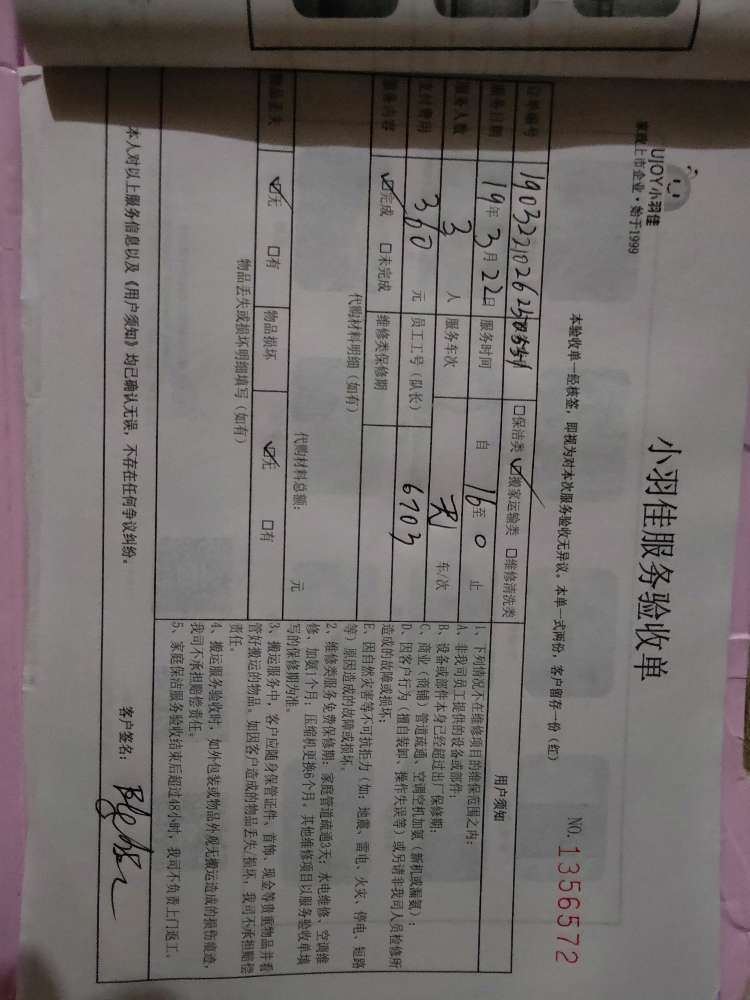 UJOY小羽佳
家政上市企业·始于1999
小羽佳服务验收单
NO. 1356572
本验收单一经核签，即视为对本次服务验收无异议。本单一式两份，客户留存一份（红）
订单编号
□保洁类 ☑搬家运输类 □维修清洗类
服务日期 19年3月22日 服务时间 自 16 至 0 止
服务人数 3 人 服务车次 车/次
支付费用 360 元 员工工号（队长） 6703
服务内容 ☑完成 □未完成 维修类保修期
代购材料明细（如有）
代购材料总额： 元
物品丢失 ☑无 □有 物品损坏 ☑无 □有
物品丢失或损坏明细填写（如有）
用户须知
1、下列情况不在维修项目的维保范围之内：
A、非我司员工提供的设备或部件；
B、设备或部件本身已经超过出厂保修期；
C、商业（商铺）管道疏通、空调空机加氨（新机或漏氨）；
D、因客户行为（擅自装卸、操作失误等）或另请非我司人员检修所
造成的故障或损坏；
E、因自然灾害等不可抗拒力（如：地震、雷电、火灾、停电、短路
等）原因造成的故障或损坏。
2、维修类服务免费保修期：家庭管道疏通3天；水电维修、空调维
修、加氨1个月；压缩机更换6个月，其他维修项目以服务验收单填
写的保修期为准。
3、搬运服务中，客户应随身保管证件、首饰、现金等贵重物品并看
管好搬运的物品。如因客户造成的物品丢失/损坏，我司不承担赔偿
责任。
4、搬运服务验收时，如外包装或物品外观无搬运造成的损伤痕迹，
我司不承担赔偿责任。
5、家庭保洁服务验收结束后超过48小时，我司不负责上门返工。
本人对以上服务信息以及《用户须知》均已确认无误，不存在任何争议纠纷。
客户签名：